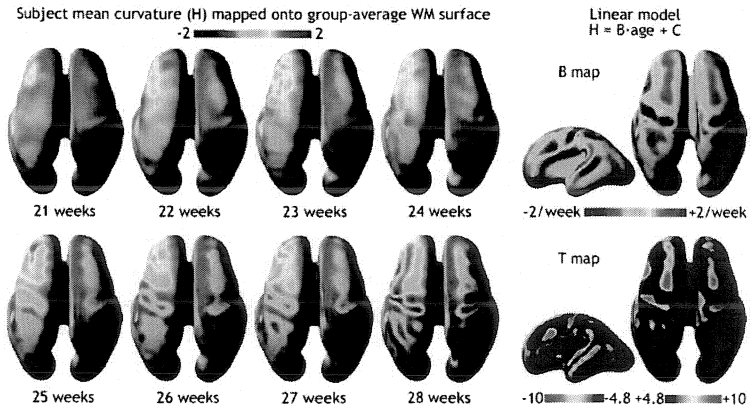 Subject mean curvature (H) mapped onto group-average WM surface
-2 2
21 weeks
22 weeks
23 weeks
24 weeks
25 weeks
26 weeks
27 weeks
28 weeks
Linear model
H = B·age + C
B map
-2/week +2/week
T map
-10 -4.8 +4.8 +10